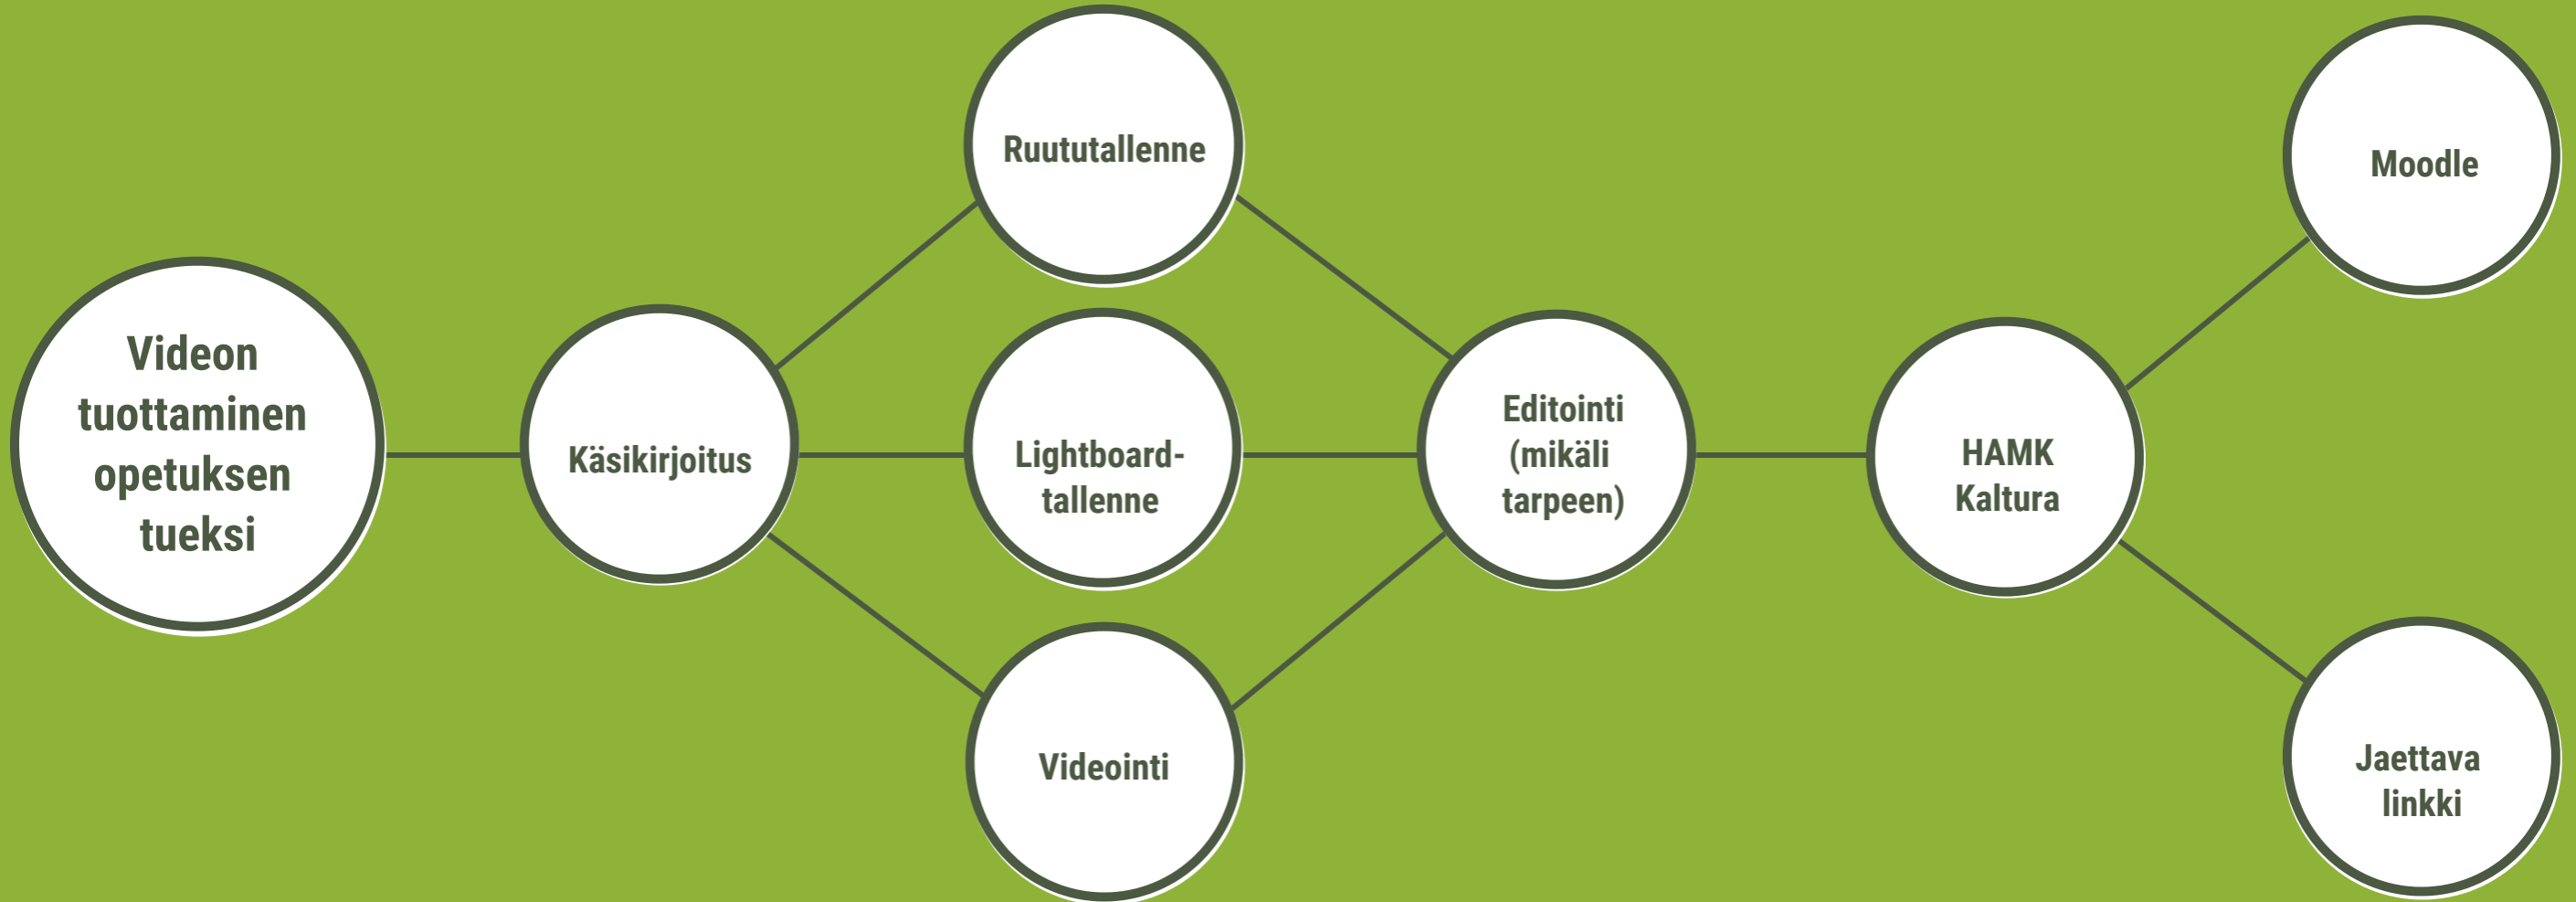 Videon
tuottaminen
opetuksen
tueksi
Käsikirjoitus
Ruututallenne
Lightboard-
tallenne
Videointi
Editointi
(mikäli
tarpeen)
HAMK
Kaltura
Moodle
Jaettava
linkki